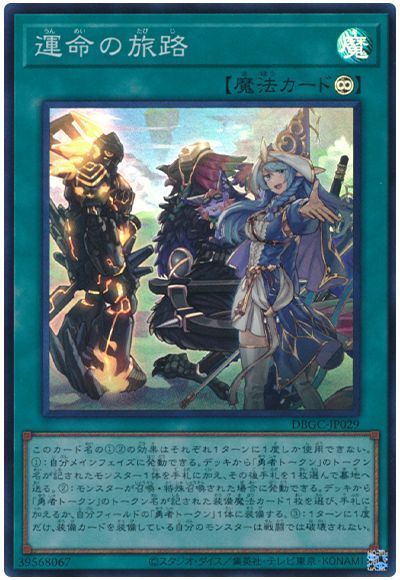 うんめい たびじ
運命の旅路
魔
【魔法カード】
DBGC-JP029
このカード名の①②の効果はそれぞれ1ターンに1度しか使用できない。
①:自分メインフェイズに発動できる。デッキから「勇者トークン」のトーク
ン名が記されたモンスター1体を手札に加え、その後手札を1枚選んで墓地へ
送る。②:モンスターが召喚・特殊召喚された場合に発動できる。デッキから
「勇者トークン」のトークン名が記された装備魔法カード1枚を選び、手札に
加えるか、自分フィールドの「勇者トークン」1体に装備する。③:1ターンに1度
だけ、装備カードを装備している自分のモンスターは戦闘では破壊されない。
39568067
©スタジオ・ダイス/集英社・テレビ東京・KONAMI